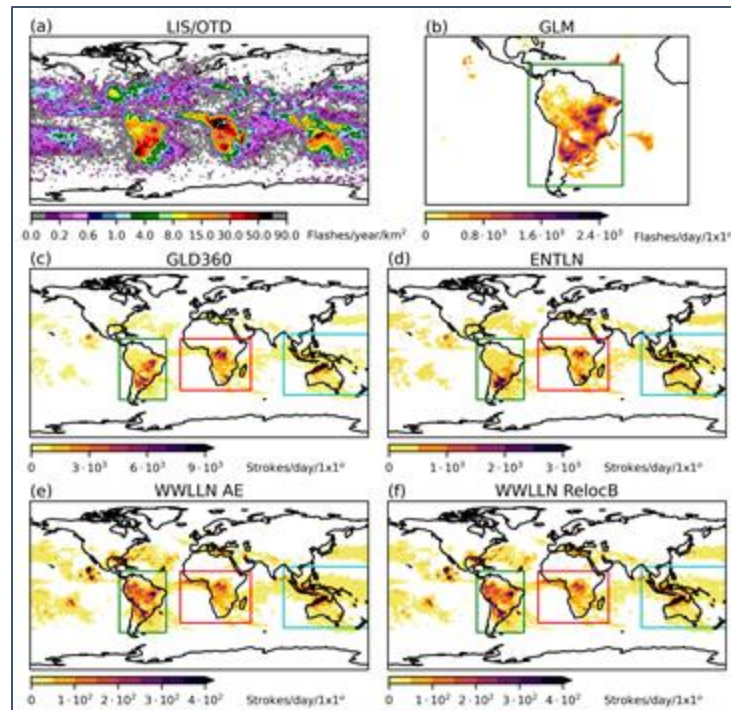 (a) LIS/OTD
(b) GLM
0.0 0.2 0.6 1.0 4.0 8.0 15.0 30.0 50.0 90.0 Flashes/year/km²
0 0.8·10³ 1.6·10³ 2.4·10³ Flashes/day/1x1°
(c) GLD360
(d) ENTLN
0 3·10³ 6·10³ 9·10³ Strokes/day/1x1°
0 1·10³ 2·10³ 3·10³ Strokes/day/1x1°
(e) WWLLN AE
(f) WWLLN RelocB
0 1·10² 2·10² 3·10² 4·10² Strokes/day/1x1°
0 1·10² 2·10² 3·10² 4·10² Strokes/day/1x1°